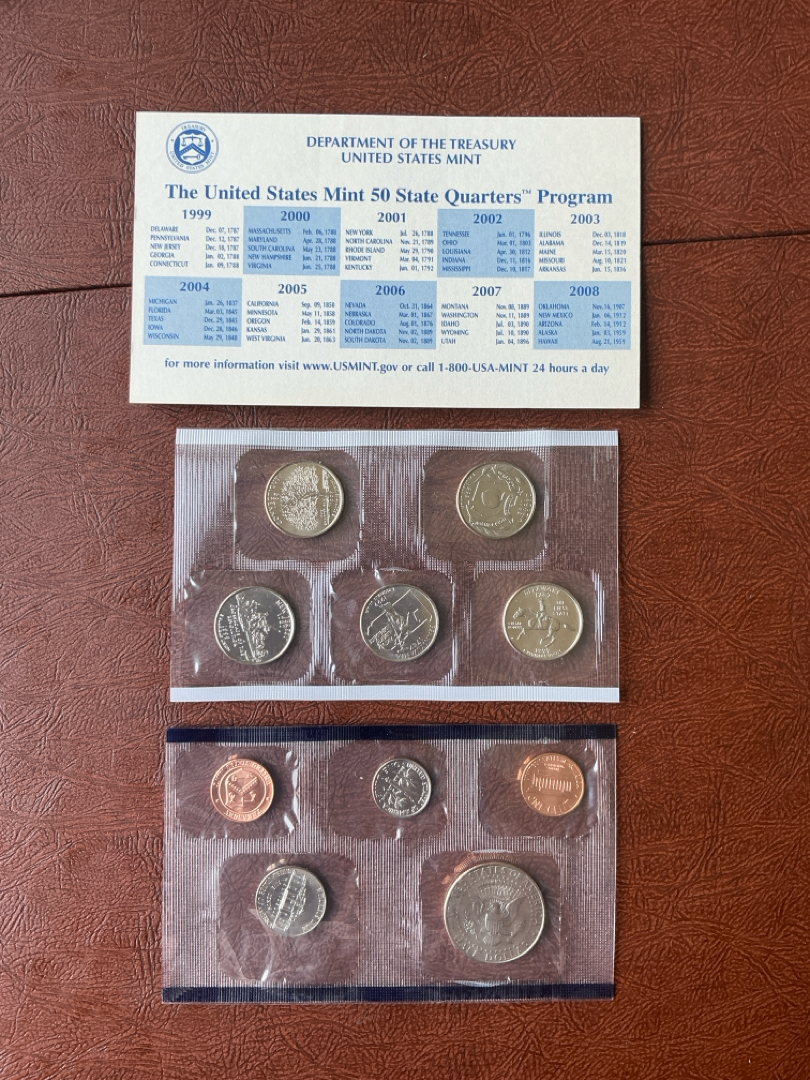 DEPARTMENT OF THE TREASURY
UNITED STATES MINT
The United States Mint 50 State Quarters™ Program
1999 2000 2001 2002 2003
DELAWARE Dec. 07, 1787 MASSACHUSETTS Feb. 06, 1788 NEW YORK Jul. 26, 1788 TENNESSEE Jun. 01, 1796 ILLINOIS Dec. 03, 1818
PENNSYLVANIA Dec. 12, 1787 MARYLAND Apr. 28, 1788 NORTH CAROLINA Nov. 21, 1789 OHIO Mar. 01, 1803 ALABAMA Dec. 14, 1819
NEW JERSEY Dec. 18, 1787 SOUTH CAROLINA May 23, 1788 RHODE ISLAND May 29, 1790 LOUISIANA Apr. 30, 1812 MAINE Mar. 15, 1820
GEORGIA Jan. 02, 1788 NEW HAMPSHIRE Jun. 21, 1788 VERMONT Mar. 04, 1791 INDIANA Dec. 11, 1816 MISSOURI Aug. 10, 1821
CONNECTICUT Jan. 09, 1788 VIRGINIA Jun. 25, 1788 KENTUCKY Jun. 01, 1792 MISSISSIPPI Dec. 10, 1817 ARKANSAS Jun. 15, 1836
2004 2005 2006 2007 2008
MICHIGAN Jan. 26, 1837 CALIFORNIA Sep. 09, 1850 NEVADA Oct. 31, 1864 MONTANA Nov. 08, 1889 OKLAHOMA Nov. 16, 1907
FLORIDA Mar. 03, 1845 MINNESOTA May 11, 1858 NEBRASKA Mar. 01, 1867 WASHINGTON Nov. 11, 1889 NEW MEXICO Jan. 06, 1912
TEXAS Dec. 29, 1845 OREGON Feb. 14, 1859 COLORADO Aug. 01, 1876 IDAHO Jul. 03, 1890 ARIZONA Feb. 14, 1912
IOWA Dec. 28, 1846 KANSAS Jan. 29, 1861 NORTH DAKOTA Nov. 02, 1889 WYOMING Jul. 10, 1890 ALASKA Jan. 03, 1959
WISCONSIN May 29, 1848 WEST VIRGINIA Jun. 20, 1863 SOUTH DAKOTA Nov. 02, 1889 UTAH Jan. 04, 1896 HAWAII Aug. 21, 1959
for more information visit www.USMINT.gov or call 1-800-USA-MINT 24 hours a day
DELAWARE
THE
FIRST
STATE
1999
ONE CENT